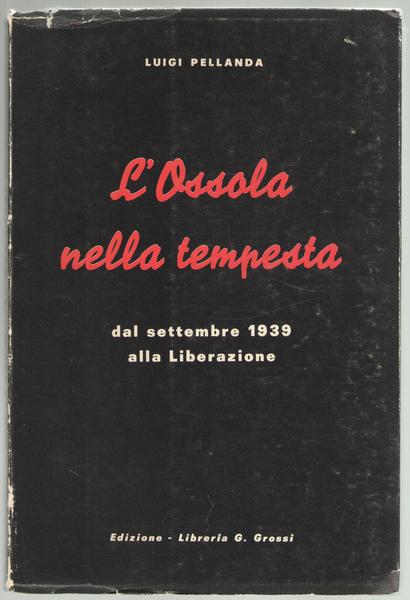 LUIGI PELLANDA
L'Ossola
nella tempesta
dal settembre 1939
alla Liberazione
Edizione - Libreria G. Grossi